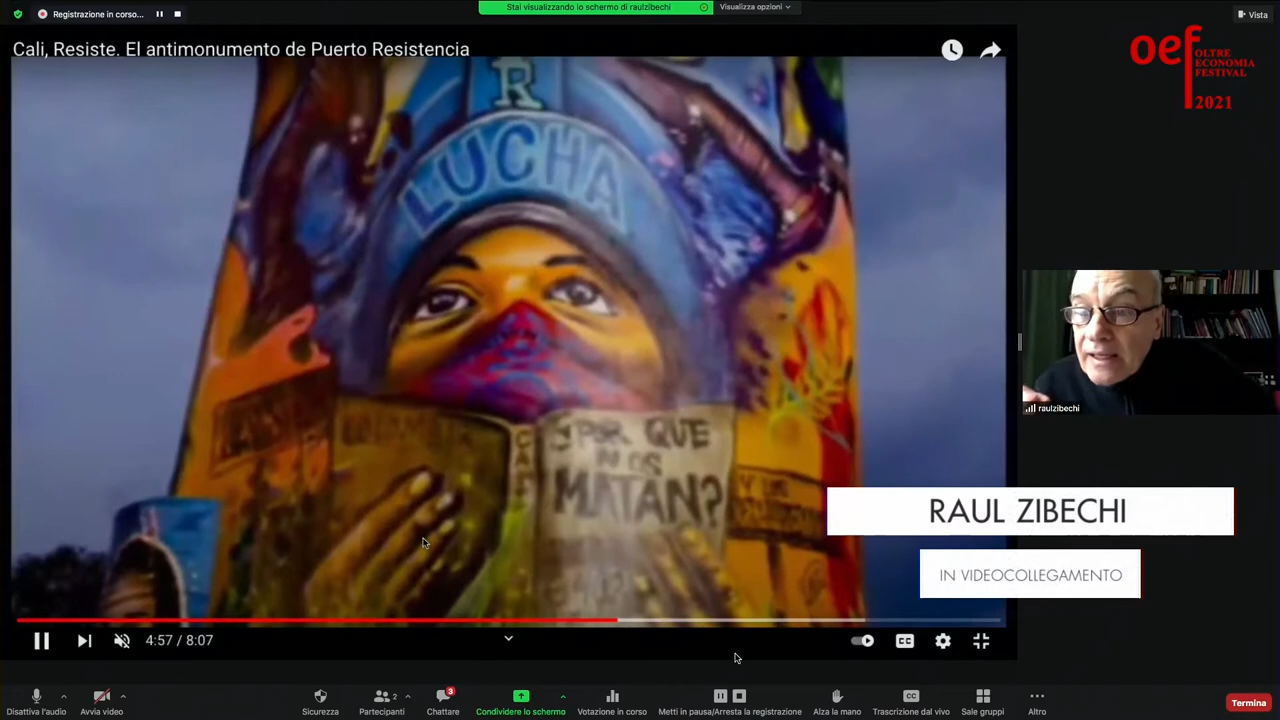 Registrazione in corso...
Stai visualizzando lo schermo di raulzibechi
Visualizza opzioni
Vista
Cali, Resiste. El antimonumento de Puerto Resistencia
oef
OLTRE
ECONOMIA
FESTIVAL
2021
R
LUCHA
¿POR QUE
NOS
MATAN?
raulzibechi
RAUL ZIBECHI
IN VIDEOCOLLEGAMENTO
4:57 / 8:07
CC
Disattiva l'audio
Avvia video
Sicurezza
2
Partecipanti
3
Chattare
Condividere lo schermo
Votazione in corso
Metti in pausa/Arresta la registrazione
Alza la mano
CC
Trascrizione dal vivo
Sale gruppi
Altro
Termina